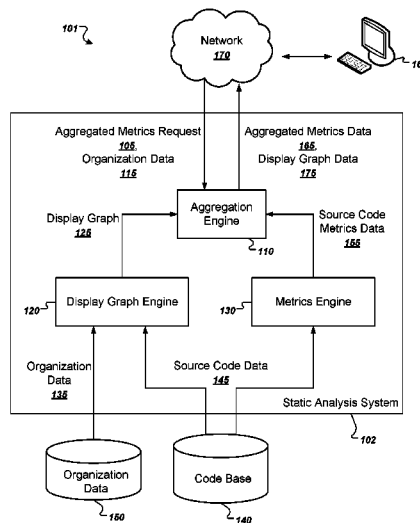 101
Network
170
Aggregated Metrics Request
105,
Organization Data
115
Aggregated Metrics Data
165,
Display Graph Data
175
Display Graph
125
Aggregation
Engine
110
Source Code
Metrics Data
155
120
Display Graph Engine
130
Metrics Engine
Organization
Data
135
Source Code Data
145
Static Analysis System
102
Organization
Data
150
Code Base
140